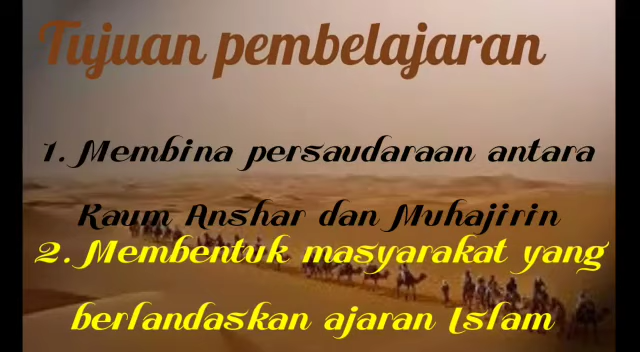 Tujuan pembelajaran
1. Membina persaudaraan antara
Kaum Anshar dan Muhajirin
2. Membentuk masyarakat yang
berlandaskan ajaran Islam